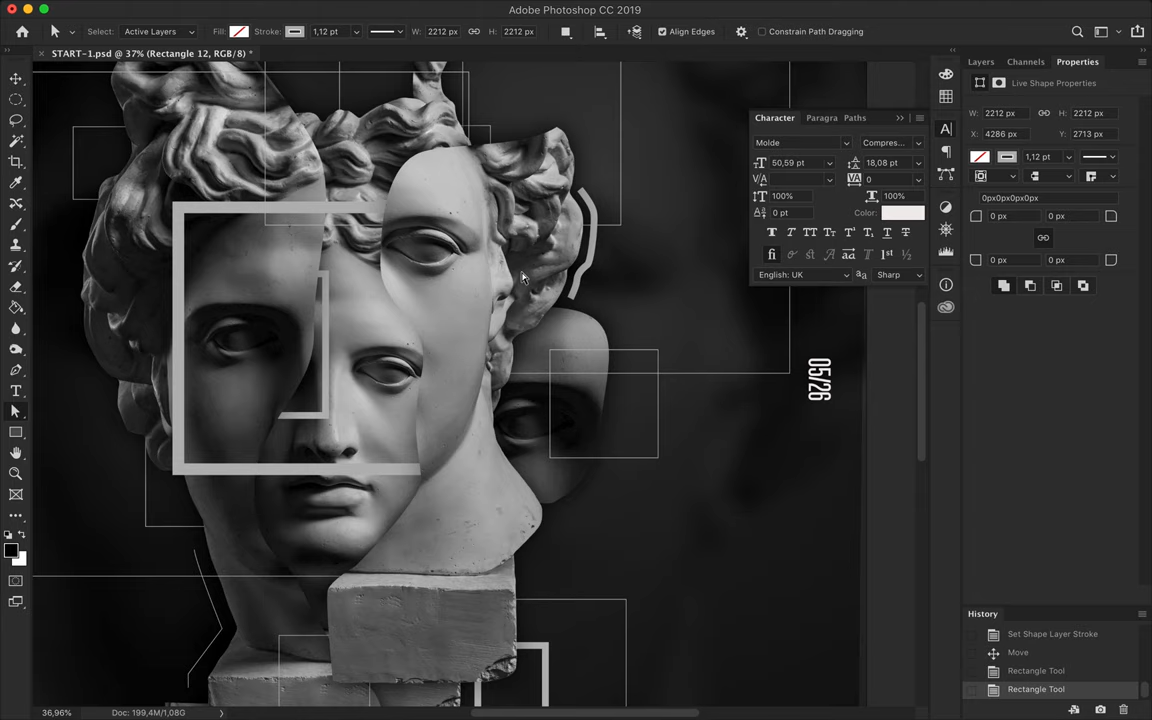 Adobe Photoshop CC 2019
Select: Active Layers Fill: Stroke: 1,12 pt W: 2212 px H: 2212 px Align Edges Constrain Path Dragging
START-1.psd @ 37% (Rectangle 12, RGB/8) *
Layers Channels Properties
Live Shape Properties
W: 2212 px H: 2212 px
X: 4286 px Y: 2713 px
1,12 pt
0px0px0px0px
0 px 0 px
0 px 0 px
Character Paragra Paths
Molde Compres...
50,59 pt 18,08 pt
0
100% 100%
0 pt Color:
English: UK Sharp
05/26
History
Set Shape Layer Stroke
Move
Rectangle Tool
Rectangle Tool
36,96% Doc: 199,4M/1,08G